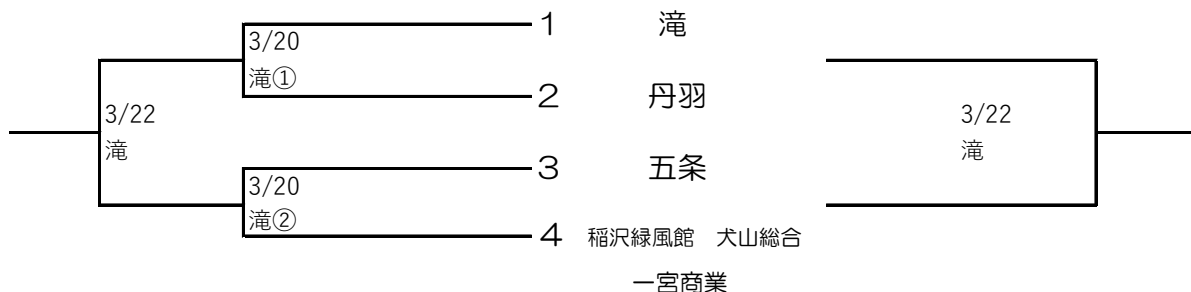 1 滝
3/20
滝①
2 丹羽
3/22
滝
3/22
滝
3 五条
3/20
滝②
4 稲沢緑風館 犬山総合
一宮商業